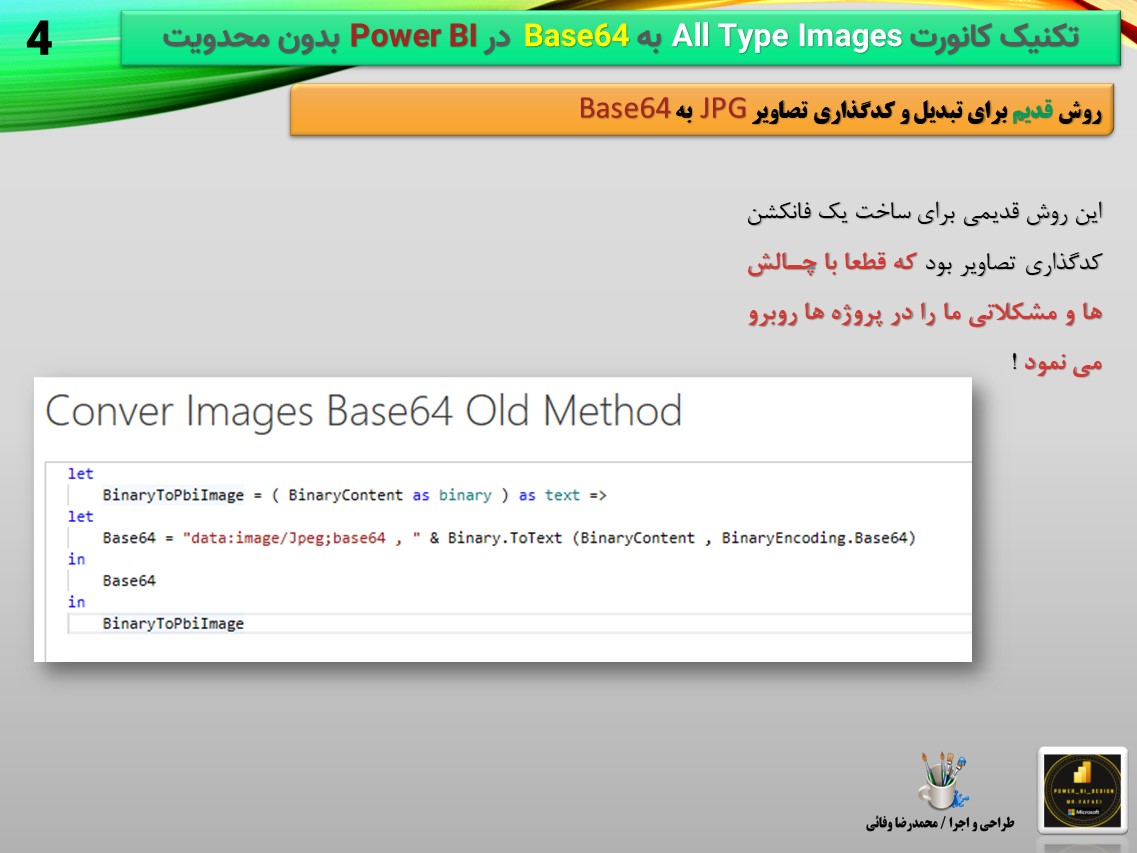 4
تکنیک کانورت All Type Images به Base64 در Power BI بدون محدویت
روش قدیم برای تبدیل و کدگذاری تصاویر JPG به Base64
این روش قدیمی برای ساخت یک فانکشن
کدگذاری تصاویر بود که قطعا با چـــالش
ها و مشکلاتی ما را در پروژه ها روبرو
می نمود !
Conver Images Base64 Old Method
let
BinaryToPbiImage = ( BinaryContent as binary ) as text =>
let
Base64 = "data:image/Jpeg;base64 , " & Binary.ToText (BinaryContent , BinaryEncoding.Base64)
in
Base64
in
BinaryToPbiImage
طراحی و اجرا / محمدرضا وفائی
POWER_BI_DESIGN
MR.VAFAEI
Microsoft